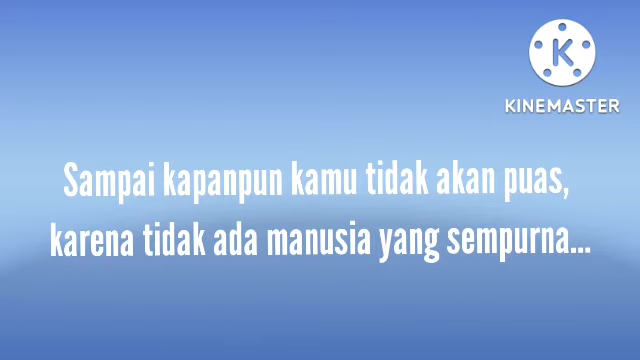 K
KINEMASTER
Sampai kapanpun kamu tidak akan puas,
karena tidak ada manusia yang sempurna...